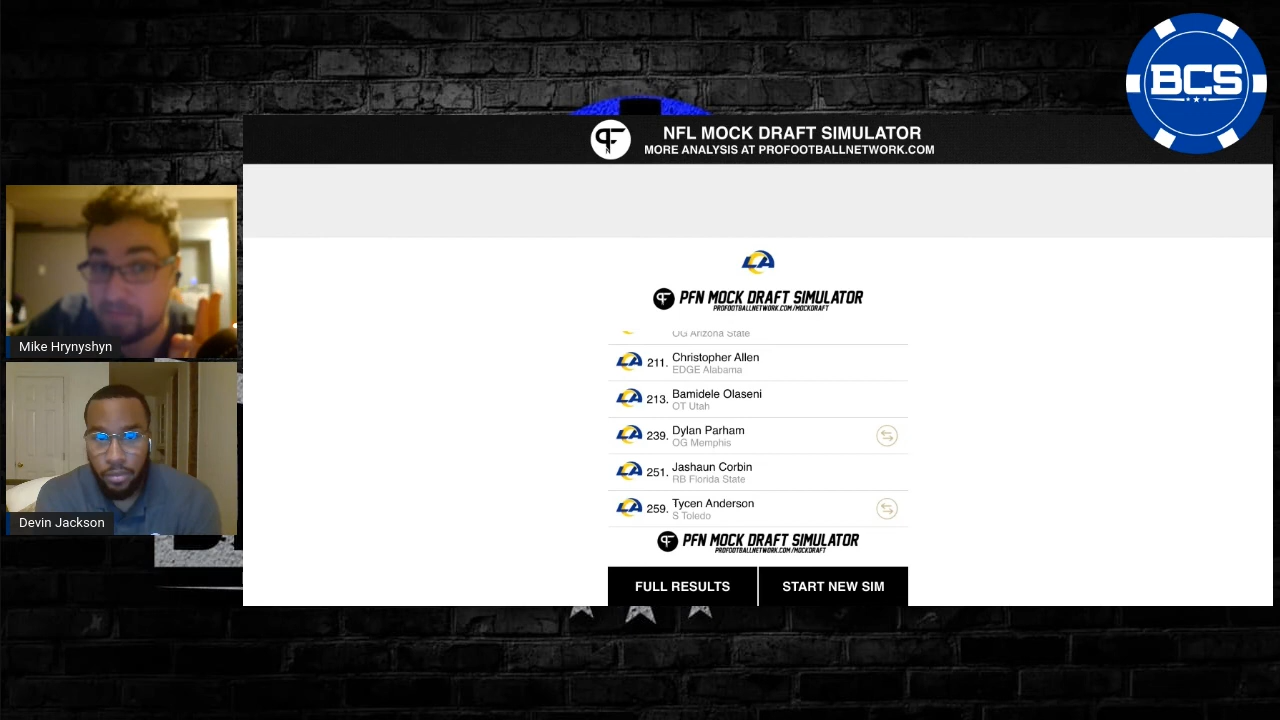 BCS
NFL MOCK DRAFT SIMULATOR
MORE ANALYSIS AT PROFOOTBALLNETWORK.COM
LA
PFN MOCK DRAFT SIMULATOR
PROFOOTBALLNETWORK.COM/MOCKDRAFT
OG Arizona State
211. Christopher Allen
EDGE Alabama
213. Bamidele Olaseni
OT Utah
239. Dylan Parham
OG Memphis
251. Jashaun Corbin
RB Florida State
259. Tycen Anderson
S Toledo
PFN MOCK DRAFT SIMULATOR
PROFOOTBALLNETWORK.COM/MOCKDRAFT
FULL RESULTS
START NEW SIM
Mike Hrynyshyn
Devin Jackson